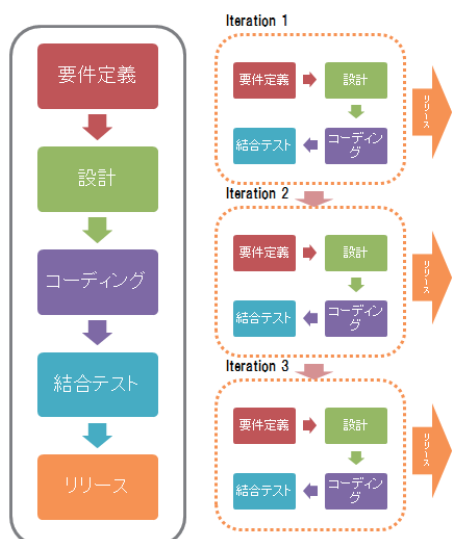 要件定義
設計
コーディング
結合テスト
リリース
Iteration 1
要件定義
設計
コーディン
グ
結合テスト
リリース
Iteration 2
要件定義
設計
コーディン
グ
結合テスト
リリース
Iteration 3
要件定義
設計
コーディン
グ
結合テスト
リリース